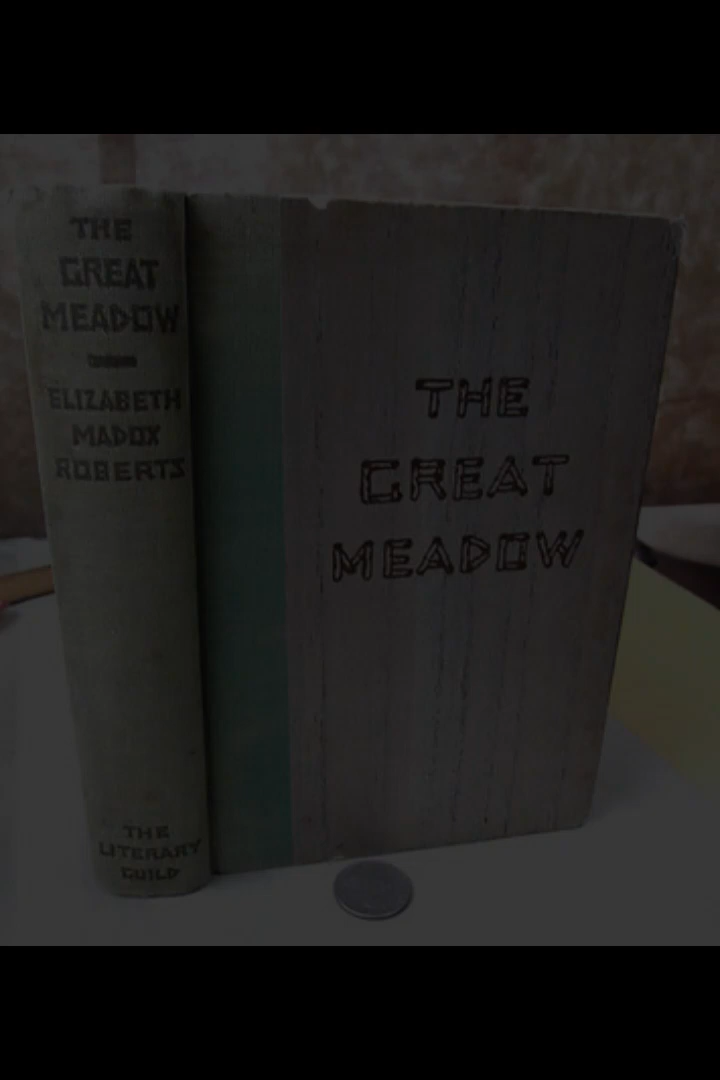 THE
GREAT
MEADOW
ELIZABETH
MADOX
ROBERTS
THE
LITERARY
GUILD
THE
GREAT
MEADOW